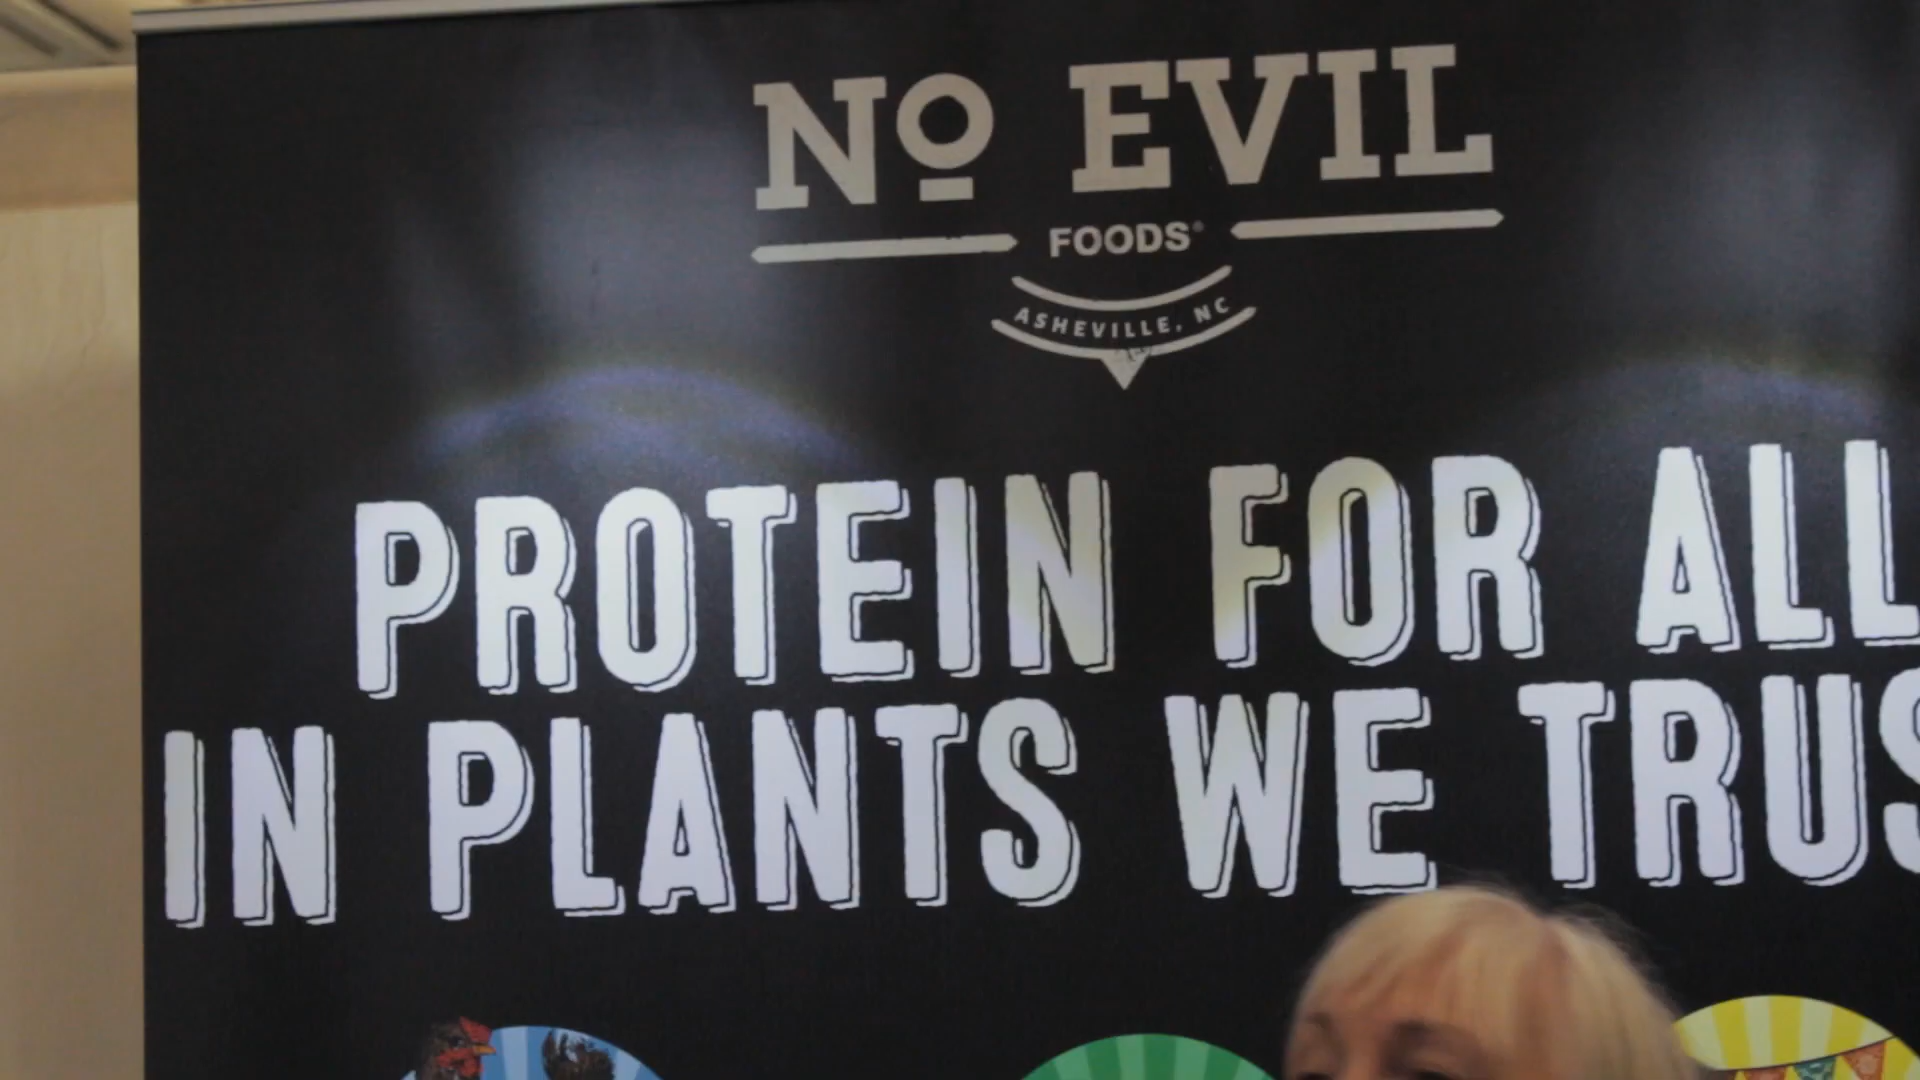 No EVIL
FOODS®
ASHEVILLE, NC
PROTEIN FOR ALL
IN PLANTS WE TRUS